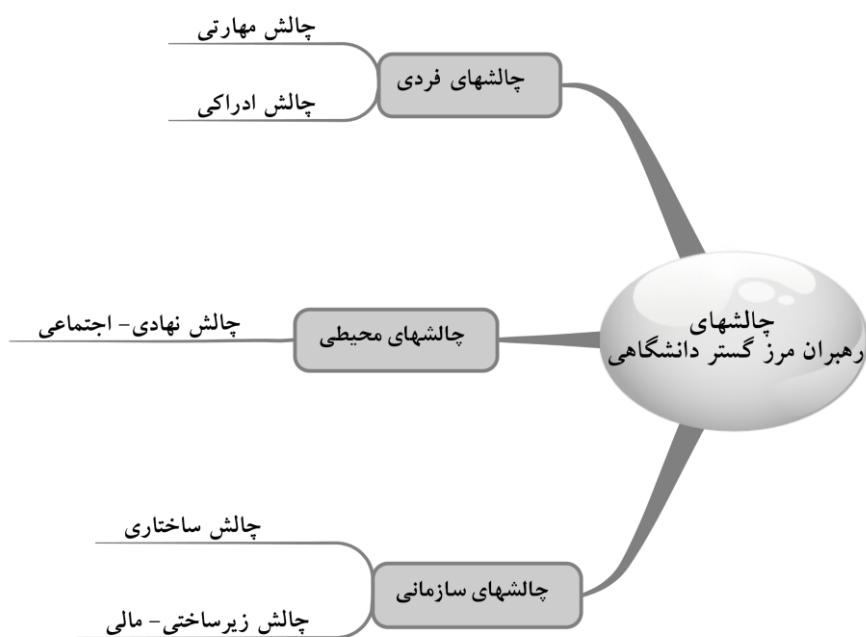 چالشهای
رهبران مرز گستر دانشگاهی
چالشهای فردی
چالش مهارتی
چالش ادراکی
چالشهای محیطی
چالش نهادی- اجتماعی
چالشهای سازمانی
چالش ساختاری
چالش زیرساختی- مالی